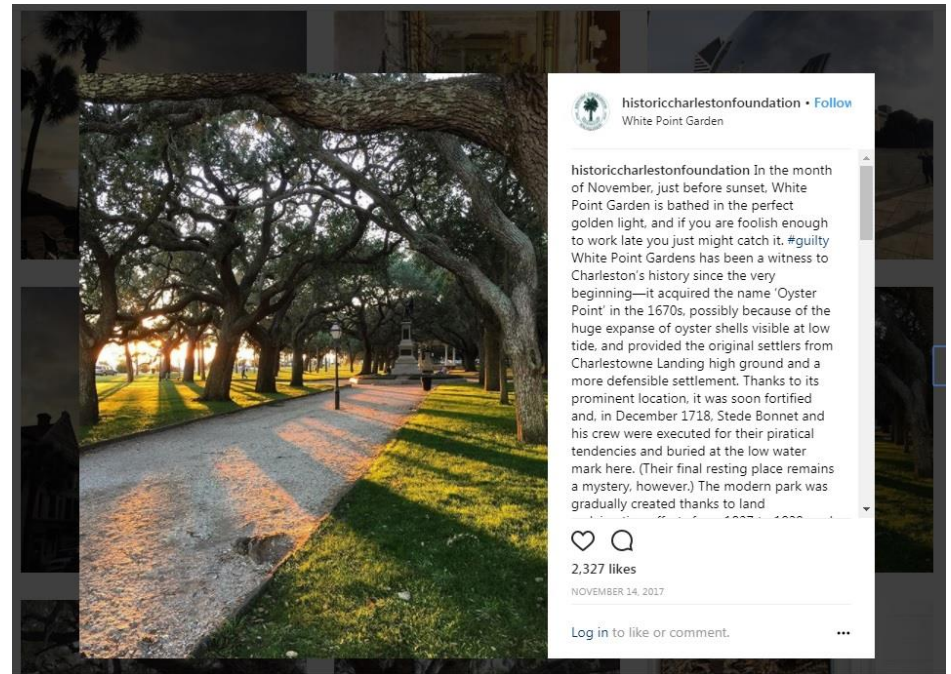 historiccharlestonfoundation • Follow
White Point Garden
historiccharlestonfoundation In the month
of November, just before sunset, White
Point Garden is bathed in the perfect
golden light, and if you are foolish enough
to work late you just might catch it. #guilty
White Point Gardens has been a witness to
Charleston's history since the very
beginning—it acquired the name 'Oyster
Point' in the 1670s, possibly because of the
huge expanse of oyster shells visible at low
tide, and provided the original settlers from
Charlestowne Landing high ground and a
more defensible settlement. Thanks to its
prominent location, it was soon fortified
and, in December 1718, Stede Bonnet and
his crew were executed for their piratical
tendencies and buried at the low water
mark here. (Their final resting place remains
a mystery, however.) The modern park was
gradually created thanks to land
2,327 likes
NOVEMBER 14, 2017
Log in to like or comment.